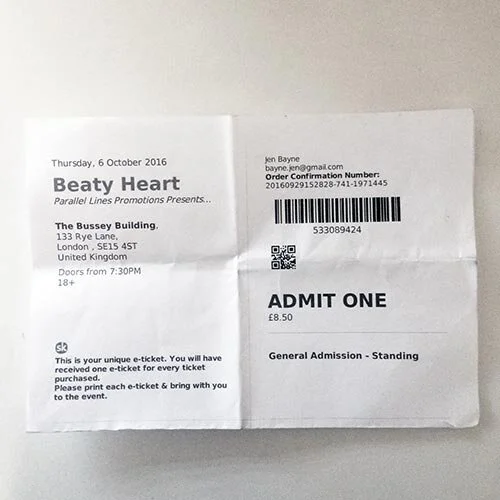 Thursday, 6 October 2016
Beaty Heart
Parallel Lines Promotions Presents...
The Bussey Building,
133 Rye Lane,
London , SE15 4ST
United Kingdom
Doors from 7:30PM
18+
sk
This is your unique e-ticket. You will have
received one e-ticket for every ticket
purchased.
Please print each e-ticket & bring with you
to the event.
Jen Bayne
bayne.jen@gmail.com
Order Confirmation Number:
20160929152828-741-1971445
533089424
ADMIT ONE
£8.50
General Admission - Standing